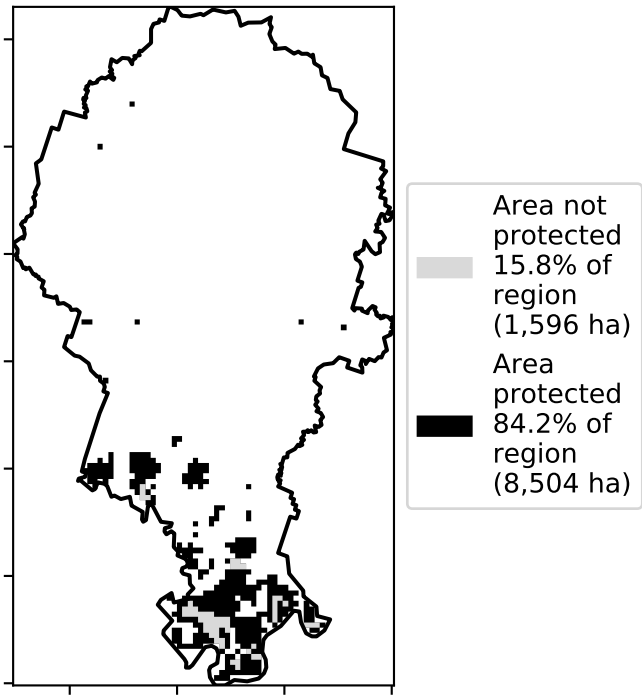 Area not
protected
15.8% of
region
(1,596 ha)
Area
protected
84.2% of
region
(8,504 ha)